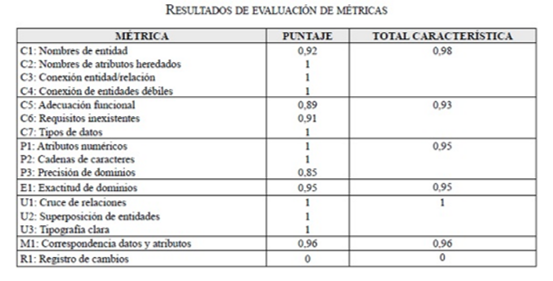 RESULTADOS DE EVALUACIÓN DE MÉTRICAS
MÉTRICA PUNTAJE TOTAL CARACTERÍSTICA
C1: Nombres de entidad 0,92 0,98
C2: Nombres de atributos heredados 1
C3: Conexión entidad/relación 1
C4: Conexión de entidades débiles 1
C5: Adecuación funcional 0,89 0,93
C6: Requisitos inexistentes 0,91
C7: Tipos de datos 1
P1: Atributos numéricos 1 0,95
P2: Cadenas de caracteres 1
P3: Precisión de dominios 0,85
E1: Exactitud de dominios 0,95 0,95
U1: Cruce de relaciones 1 1
U2: Superposición de entidades 1
U3: Tipografía clara 1
M1: Correspondencia datos y atributos 0,96 0,96
R1: Registro de cambios 0 0